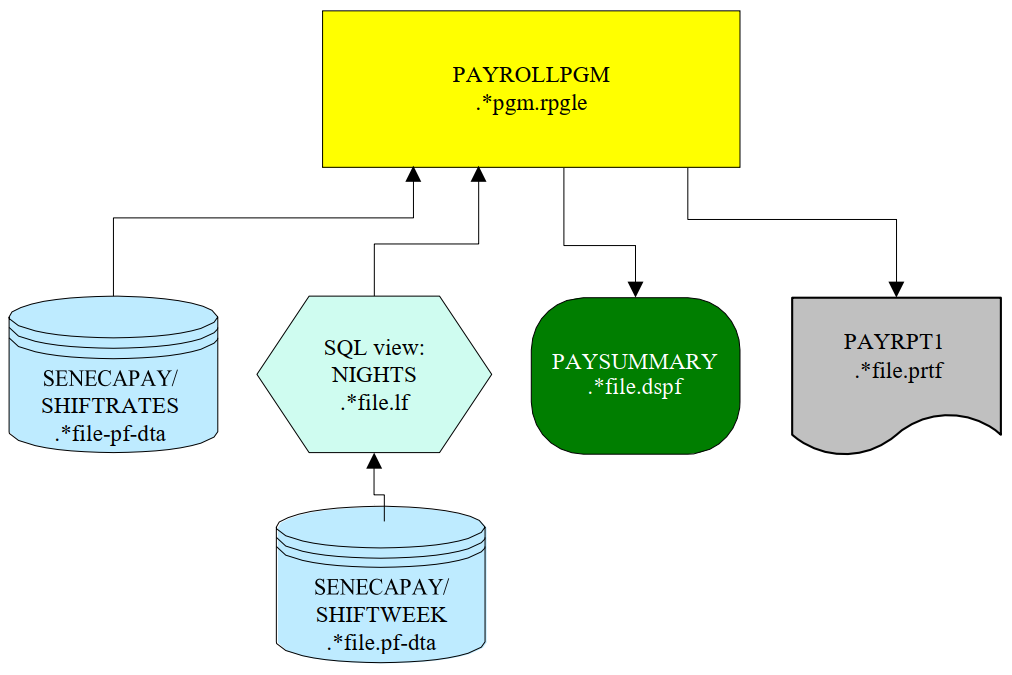 PAYROLLPGM
.*pgm.rpgle
SENECAPAY/
SHIFTRATES
.*file-pf-dta
SQL view:
NIGHTS
.*file.lf
PAYSUMMARY
.*file.dspf
PAYRPT1
.*file.prtf
SENECAPAY/
SHIFTWEEK
.*file.pf-dta